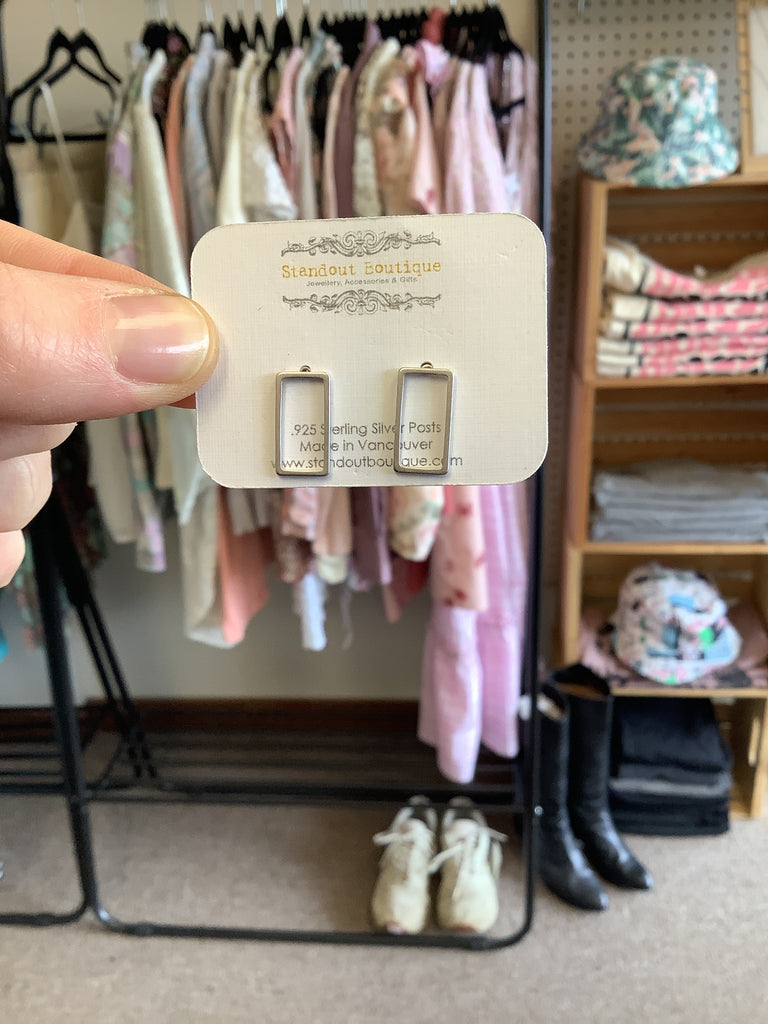 Standout Boutique
Jewellery, Accessories & Gifts
.925 Sterling Silver Posts
Made in Vancouver
www.standoutboutique.com